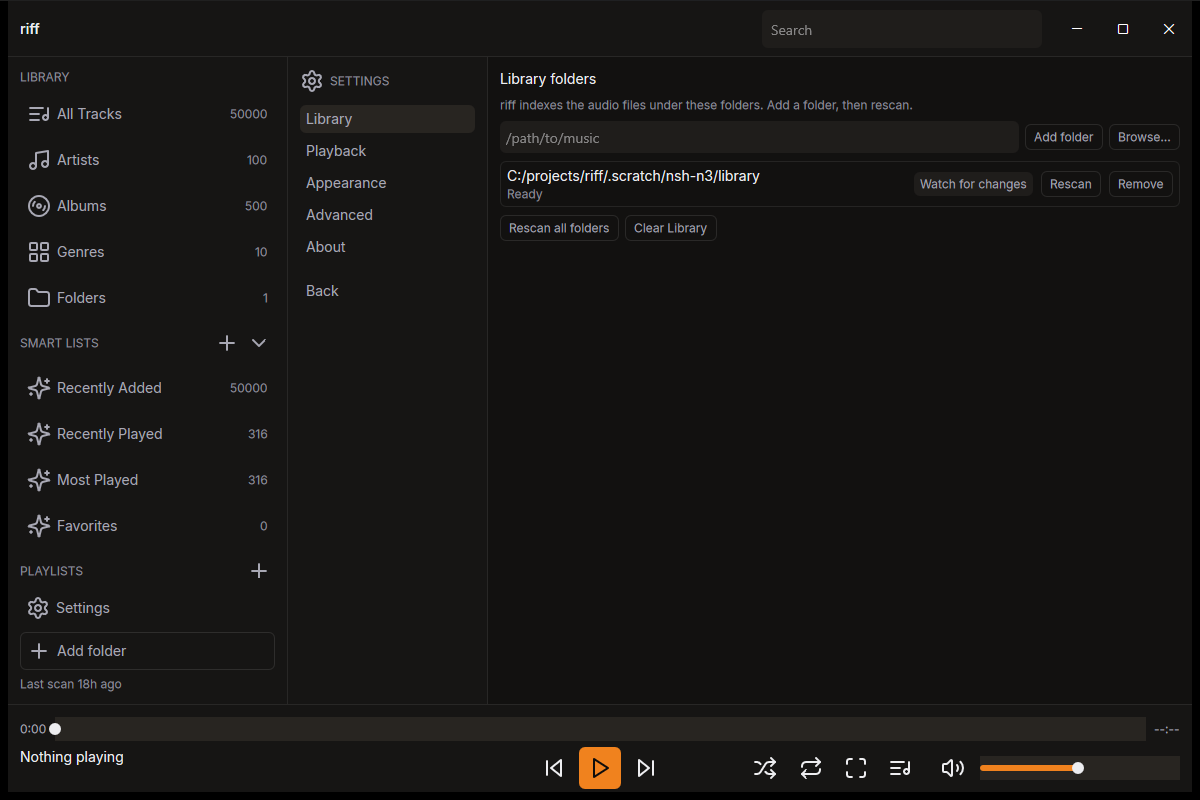 riff
Search
LIBRARY
All Tracks 50000
Artists 100
Albums 500
Genres 10
Folders 1
SMART LISTS
Recently Added 50000
Recently Played 316
Most Played 316
Favorites 0
PLAYLISTS
Settings
Add folder
Last scan 18h ago
SETTINGS
Library
Playback
Appearance
Advanced
About
Back
Library folders
riff indexes the audio files under these folders. Add a folder, then rescan.
/path/to/music Add folder Browse...
C:/projects/riff/.scratch/nsh-n3/library
Ready
Watch for changes Rescan Remove
Rescan all folders Clear Library
0:00 --:--
Nothing playing